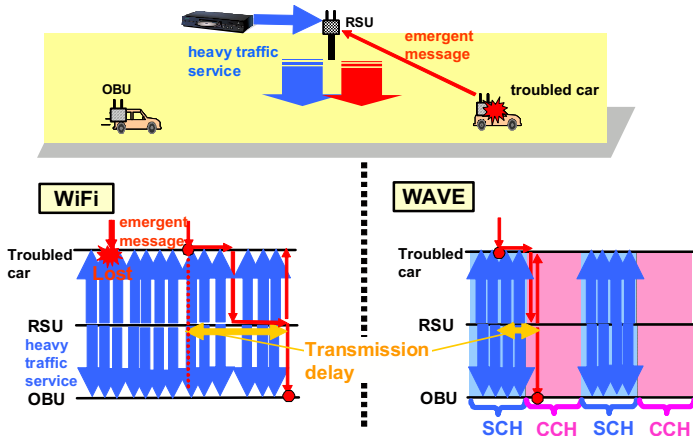 RSU
emergent
message
heavy traffic
service
OBU
troubled car
WiFi
WAVE
emergent
message
Troubled
car
Lost
RSU
heavy
traffic
service
OBU
Transmission
delay
Troubled
car
RSU
OBU
SCH CCH SCH CCH